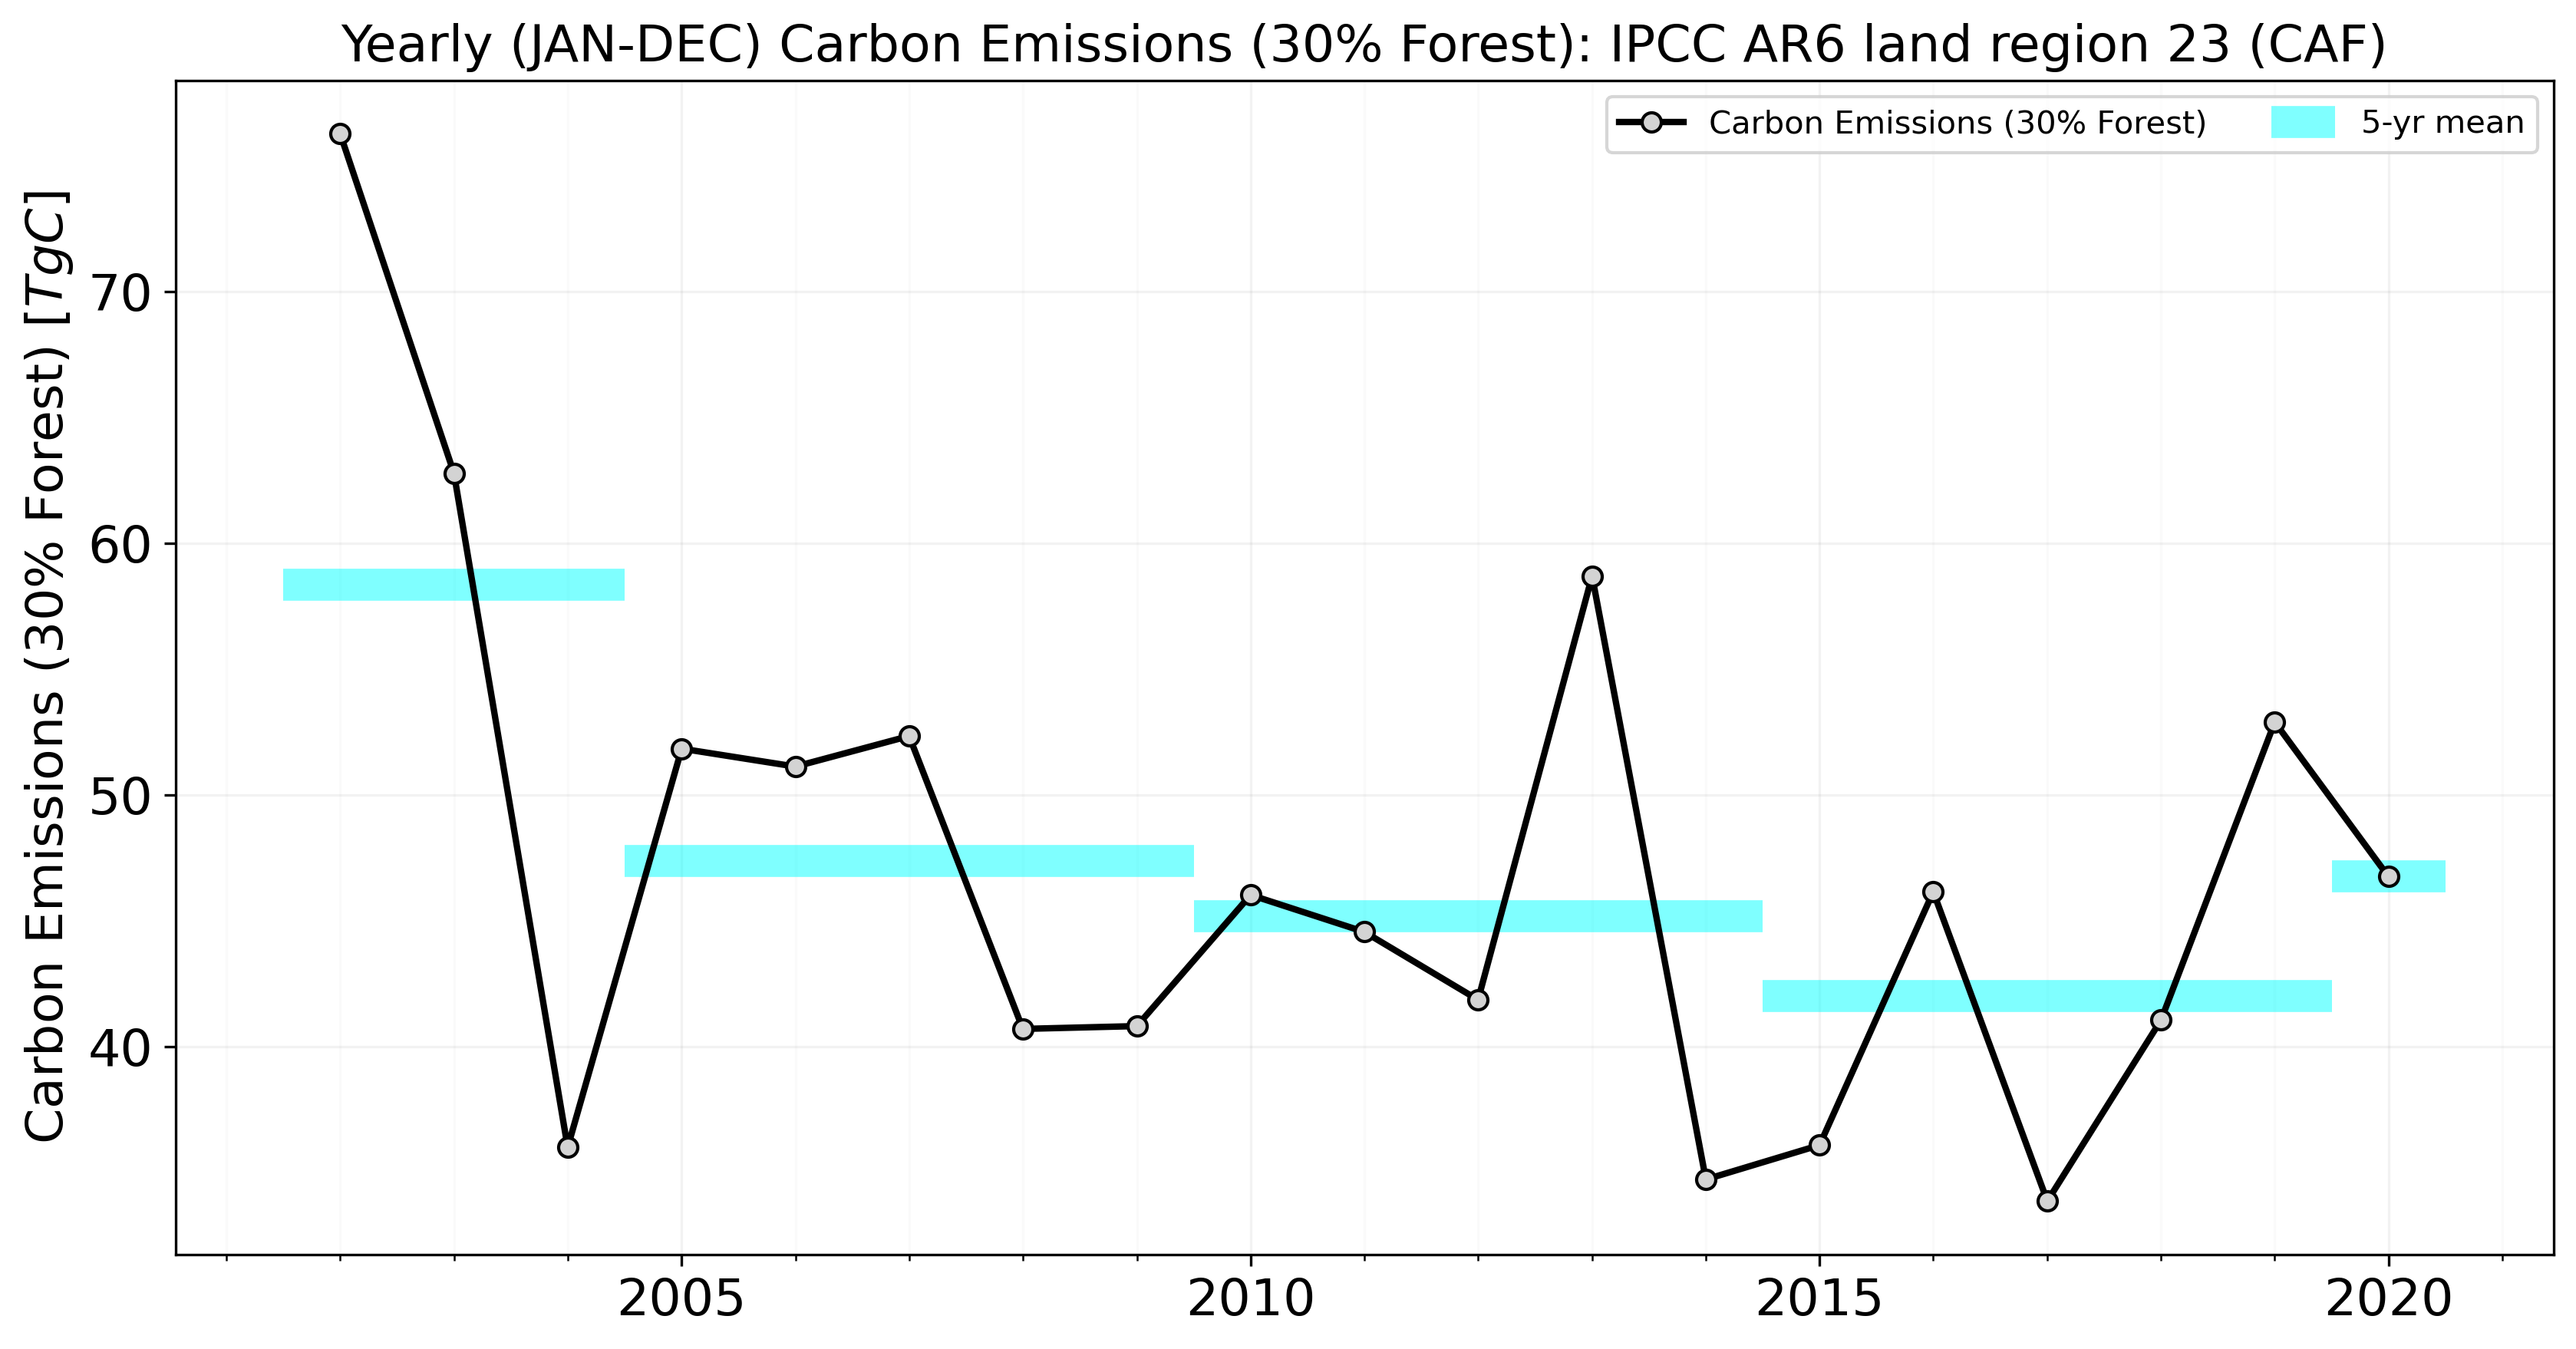 Yearly (JAN-DEC) Carbon Emissions (30% Forest): IPCC AR6 land region 23 (CAF)
Carbon Emissions (30% Forest)
5-yr mean
Carbon Emissions (30% Forest) [TgC]
70
60
50
40
2005
2010
2015
2020